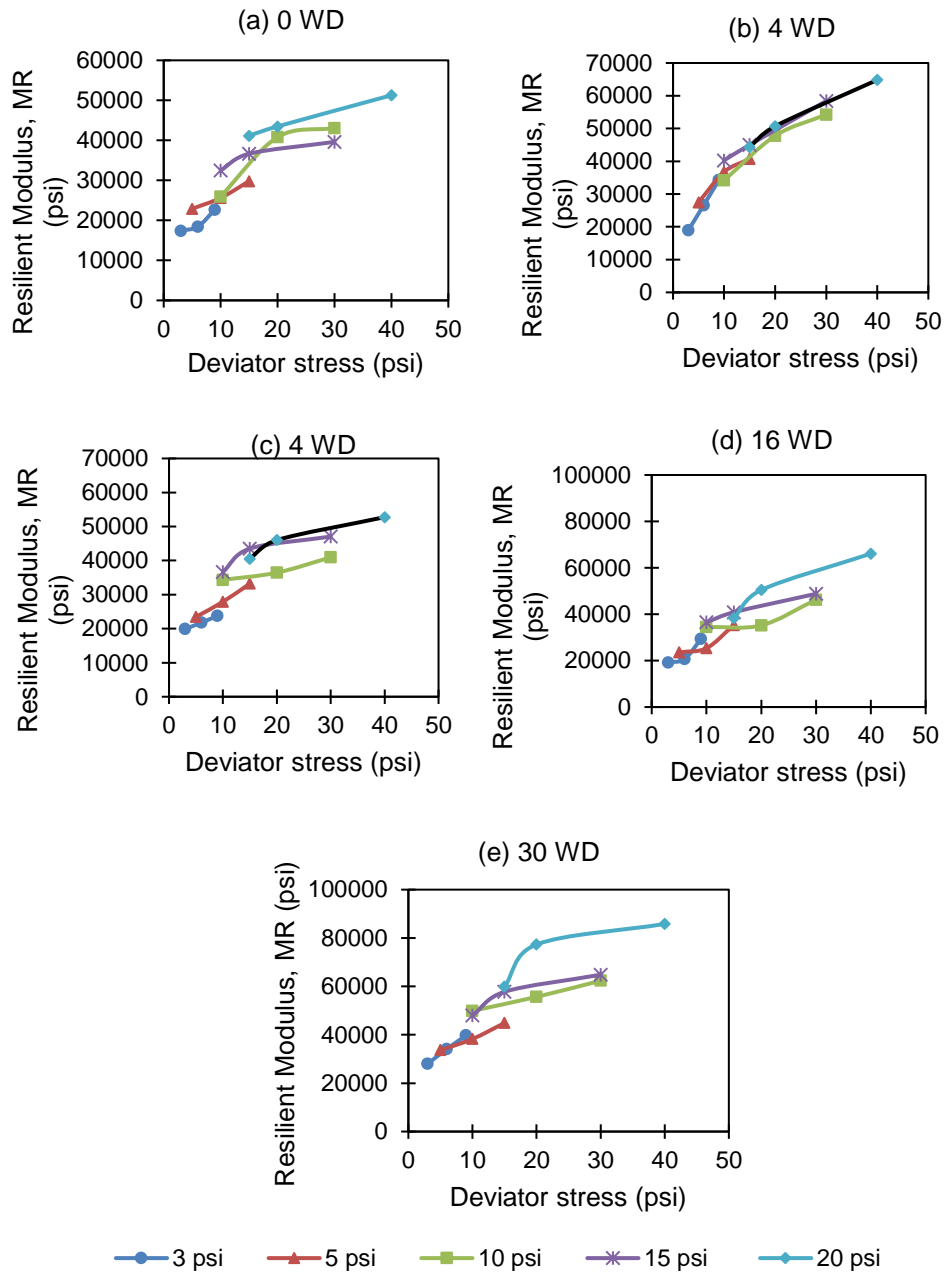 (a) 0 WD
Resilient Modulus, MR
(psi)
60000
50000
40000
30000
20000
10000
0
0 10 20 30 40 50
Deviator stress (psi)
(b) 4 WD
Resilient Modulus, MR
(psi)
70000
60000
50000
40000
30000
20000
10000
0
0 10 20 30 40 50
Deviator stress (psi)
(c) 4 WD
Resilient Modulus, MR
(psi)
70000
60000
50000
40000
30000
20000
10000
0
0 10 20 30 40 50
Deviator stress (psi)
(d) 16 WD
Resilient Modulus, MR
(psi)
100000
80000
60000
40000
20000
0
0 10 20 30 40 50
Deviator stress (psi)
(e) 30 WD
Resilient Modulus, MR (psi)
100000
80000
60000
40000
20000
0
0 10 20 30 40 50
Deviator stress (psi)
3 psi 5 psi 10 psi 15 psi 20 psi